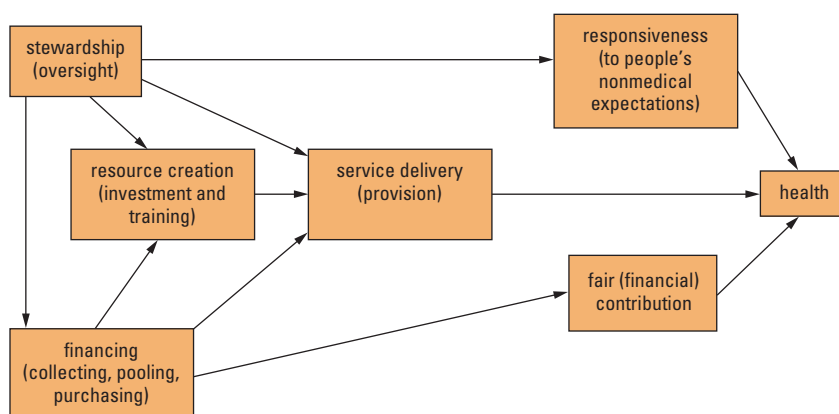 stewardship
(oversight)
responsiveness
(to people's
nonmedical
expectations)
resource creation
(investment and
training)
service delivery
(provision)
health
fair (financial)
contribution
financing
(collecting, pooling,
purchasing)